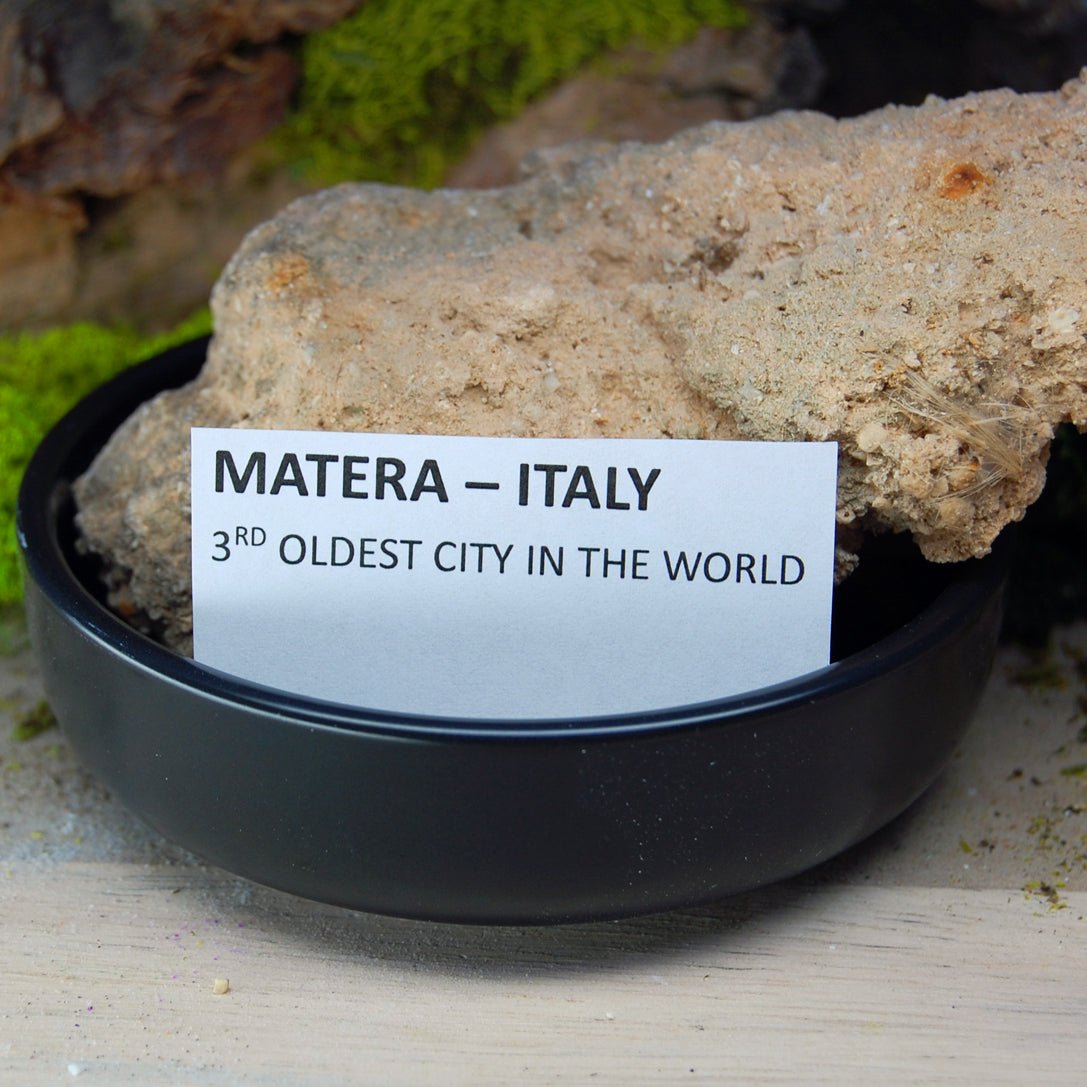 MATERA – ITALY
3RD OLDEST CITY IN THE WORLD